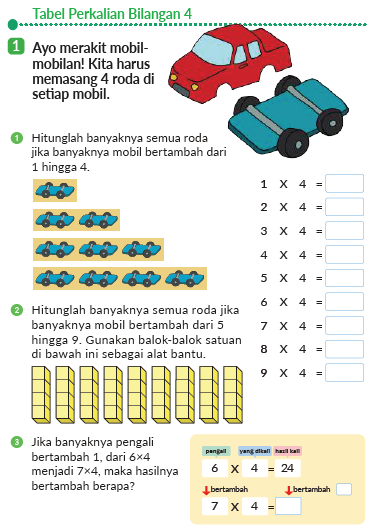 Tabel Perkalian Bilangan 4
1 Ayo merakit mobil-
mobilan! Kita harus
memasang 4 roda di
setiap mobil.
1 Hitunglah banyaknya semua roda
jika banyaknya mobil bertambah dari
1 hingga 4.
1 X 4 =
2 X 4 =
3 X 4 =
4 X 4 =
5 X 4 =
6 X 4 =
7 X 4 =
8 X 4 =
9 X 4 =
2 Hitunglah banyaknya semua roda jika
banyaknya mobil bertambah dari 5
hingga 9. Gunakan balok-balok satuan
di bawah ini sebagai alat bantu.
3 Jika banyaknya pengali
bertambah 1, dari 6×4
menjadi 7×4, maka hasilnya
bertambah berapa?
pengali yang dikali hasil kali
6 X 4 = 24
bertambah bertambah
7 X 4 =